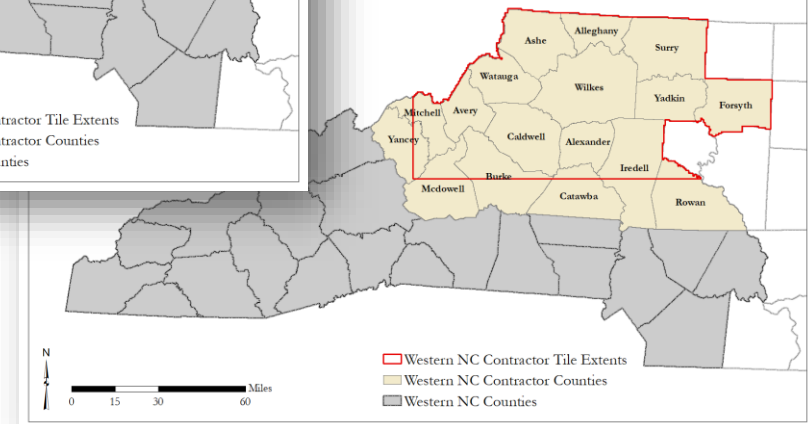 tractor Tile Extents
tractor Counties
nties
Ashe
Alleghany
Surry
Watauga
Wilkes
Yadkin
Forsyth
Mitchell
Avery
Yancey
Caldwell
Alexander
Iredell
Burke
Mcdowell
Catawba
Rowan
N
Miles
0 15 30 60
Western NC Contractor Tile Extents
Western NC Contractor Counties
Western NC Counties